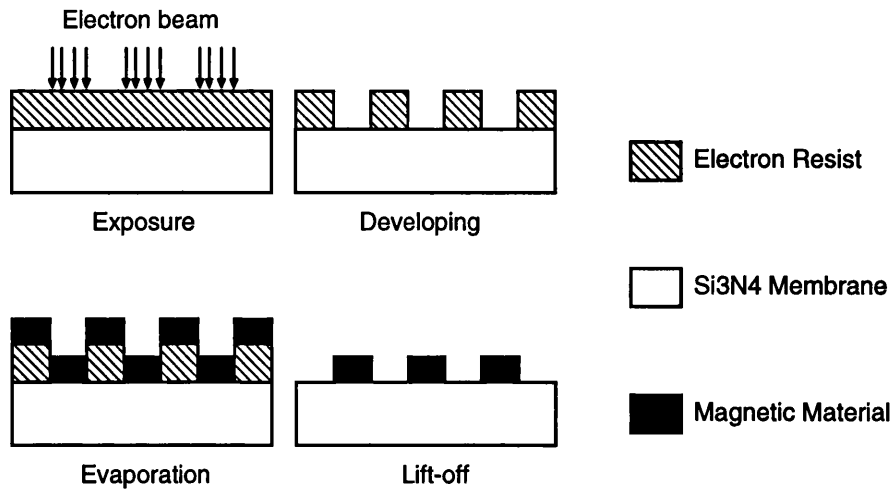 Electron beam
Exposure
Developing
Electron Resist
Si3N4 Membrane
Magnetic Material
Evaporation
Lift-off